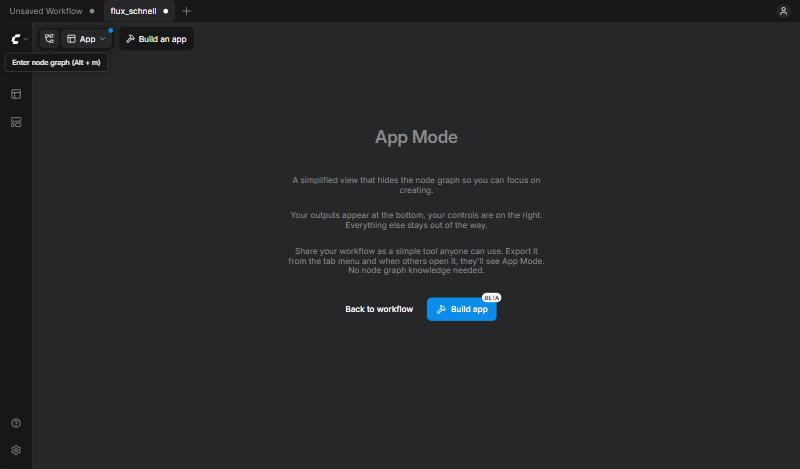 Unsaved Workflow
flux_schnell
App
Build an app
Enter node graph (Alt + m)
App Mode
A simplified view that hides the node graph so you can focus on
creating.
Your outputs appear at the bottom, your controls are on the right.
Everything else stays out of the way.
Share your workflow as a simple tool anyone can use. Export it
from the tab menu and when others open it, they'll see App Mode.
No node graph knowledge needed.
BETA
Back to workflow
Build app